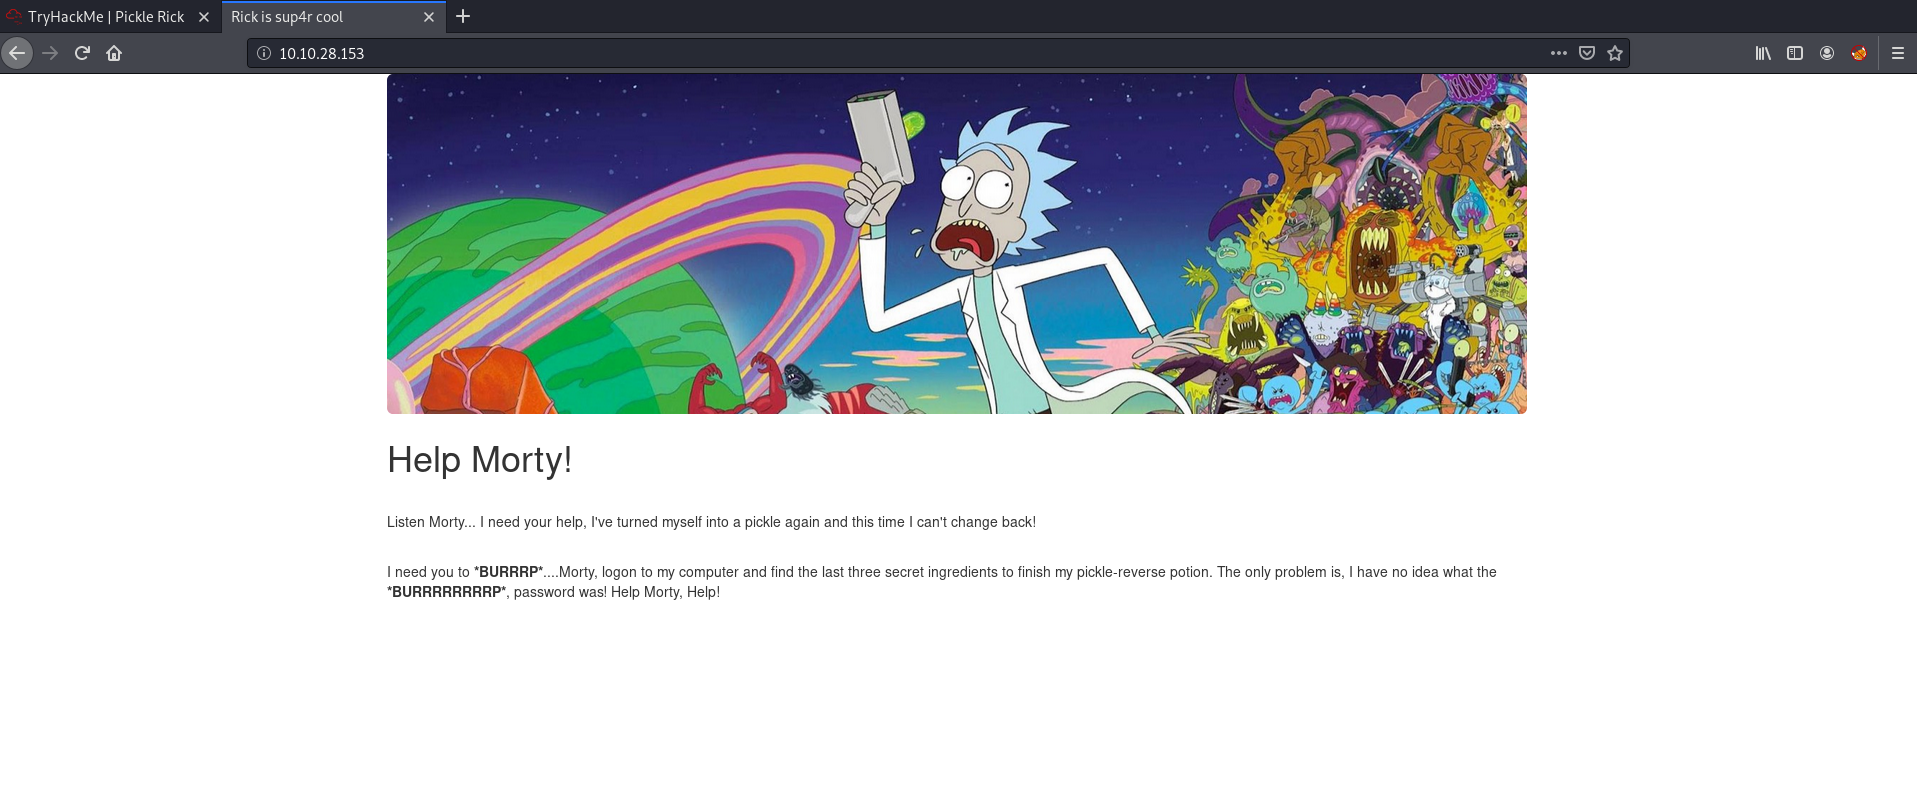 TryHackMe | Pickle Rick
Rick is sup4r cool
10.10.28.153
Help Morty!
Listen Morty... I need your help, I've turned myself into a pickle again and this time I can't change back!
I need you to *BURRRP*....Morty, logon to my computer and find the last three secret ingredients to finish my pickle-reverse potion. The only problem is, I have no idea what the
*BURRRRRRRRP*, password was! Help Morty, Help!